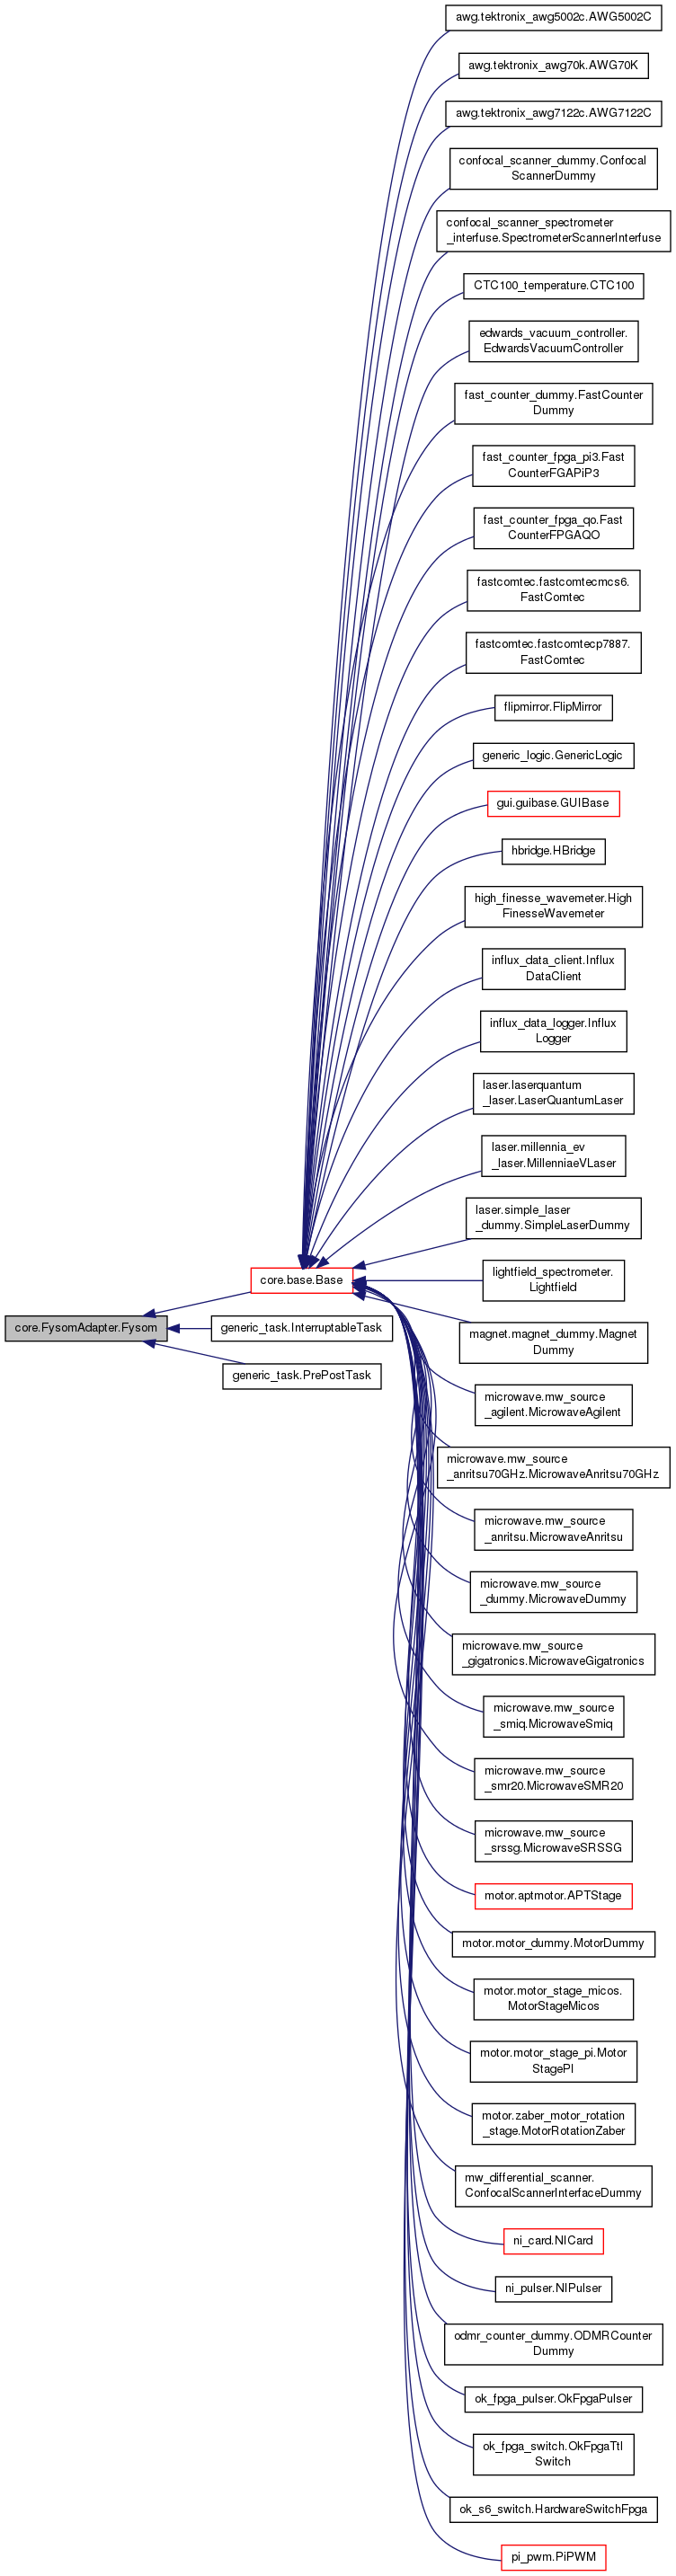 awg.tektronix_awg5002c.AWG5002C
awg.tektronix_awg70k.AWG70K
awg.tektronix_awg7122c.AWG7122C
confocal_scanner_dummy.Confocal
ScannerDummy
confocal_scanner_spectrometer
_interfuse.SpectrometerScannerInterfuse
CTC100_temperature.CTC100
edwards_vacuum_controller.
EdwardsVacuumController
fast_counter_dummy.FastCounter
Dummy
fast_counter_fpga_pi3.Fast
CounterFGAPiP3
fast_counter_fpga_qo.Fast
CounterFPGAQO
fastcomtec.fastcomtecmcs6.
FastComtec
fastcomtec.fastcomtecp7887.
FastComtec
flipmirror.FlipMirror
generic_logic.GenericLogic
gui.guibase.GUIBase
hbridge.HBridge
high_finesse_wavemeter.High
FinesseWavemeter
influx_data_client.Influx
DataClient
influx_data_logger.Influx
Logger
laser.laserquantum
_laser.LaserQuantumLaser
laser.millennia_ev
_laser.MillenniaeVLaser
laser.simple_laser
_dummy.SimpleLaserDummy
core.base.Base
lightfield_spectrometer.
Lightfield
core.FysomAdapter.Fysom
generic_task.InterruptableTask
magnet.magnet_dummy.Magnet
Dummy
generic_task.PrePostTask
microwave.mw_source
_agilent.MicrowaveAgilent
microwave.mw_source
_anritsu70GHz.MicrowaveAnritsu70GHz
microwave.mw_source
_anritsu.MicrowaveAnritsu
microwave.mw_source
_dummy.MicrowaveDummy
microwave.mw_source
_gigatronics.MicrowaveGigatronics
microwave.mw_source
_smiq.MicrowaveSmiq
microwave.mw_source
_smr20.MicrowaveSMR20
microwave.mw_source
_srssg.MicrowaveSRSSG
motor.aptmotor.APTStage
motor.motor_dummy.MotorDummy
motor.motor_stage_micos.
MotorStageMicos
motor.motor_stage_pi.Motor
StagePI
motor.zaber_motor_rotation
_stage.MotorRotationZaber
mw_differential_scanner.
ConfocalScannerInterfaceDummy
ni_card.NICard
ni_pulser.NIPulser
odmr_counter_dummy.ODMRCounter
Dummy
ok_fpga_pulser.OkFpgaPulser
ok_fpga_switch.OkFpgaTtl
Switch
ok_s6_switch.HardwareSwitchFpga
pi_pwm.PiPWM